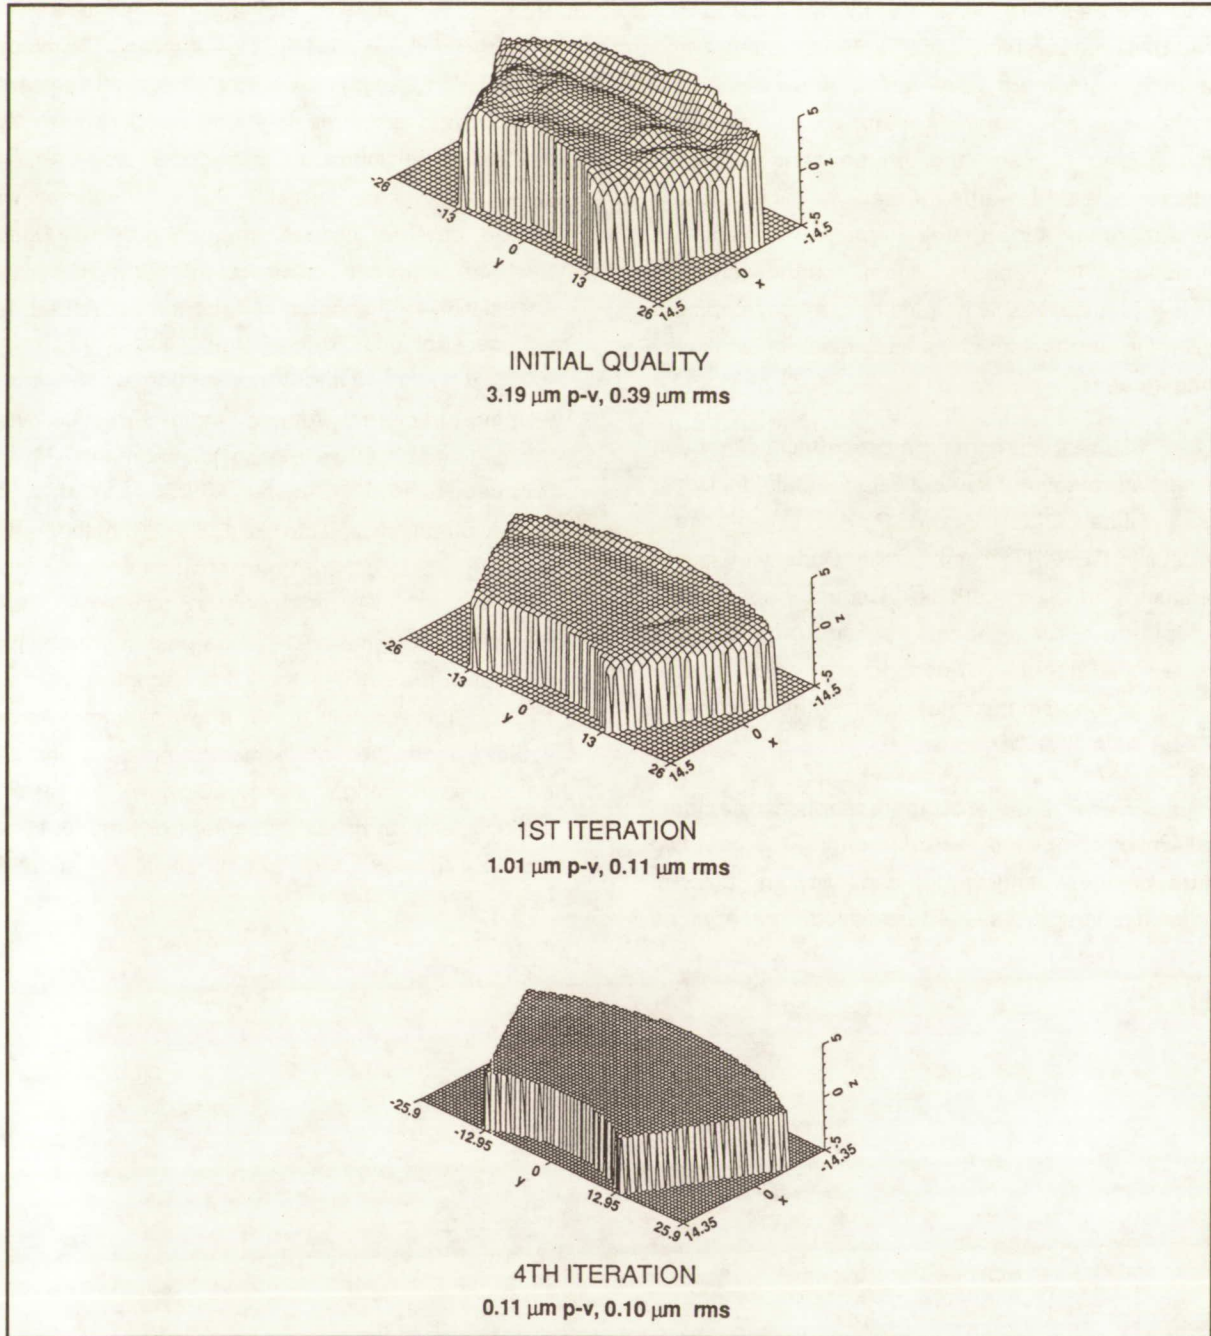 5
0
z
-5
-14.5
-26
-13
0
y
13
26
14.5
0
x
INITIAL QUALITY
3.19 µm p-v, 0.39 µm rms
5
0
z
-5
-14.5
-26
-13
0
y
13
26
14.5
0
x
1ST ITERATION
1.01 µm p-v, 0.11 µm rms
5
0
z
-5
-14.35
-25.9
-12.95
0
y
12.95
25.9
14.35
0
x
4TH ITERATION
0.11 µm p-v, 0.10 µm rms